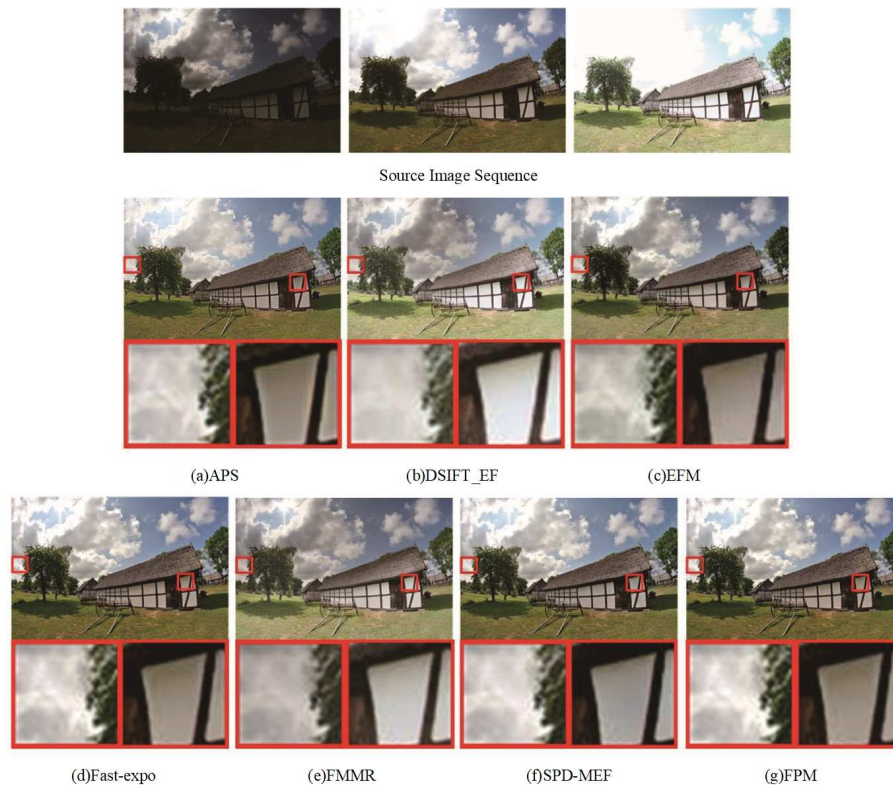 Source Image Sequence
(a)APS
(b)DSIFT_EF
(c)EFM
(d)Fast-expo
(e)FMMR
(f)SPD-MEF
(g)FPM